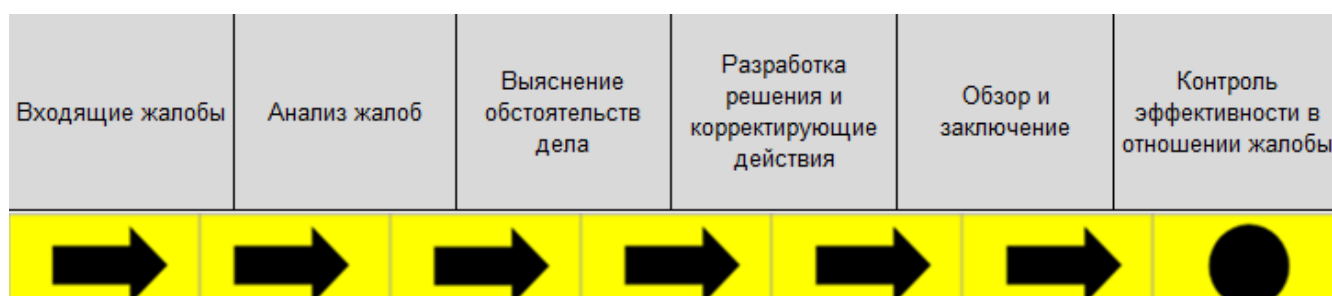 Входящие жалобы
Анализ жалоб
Выяснение
обстоятельств
дела
Разработка
решения и
корректирующие
действия
Обзор и
заключение
Контроль
эффективности в
отношении жалобы